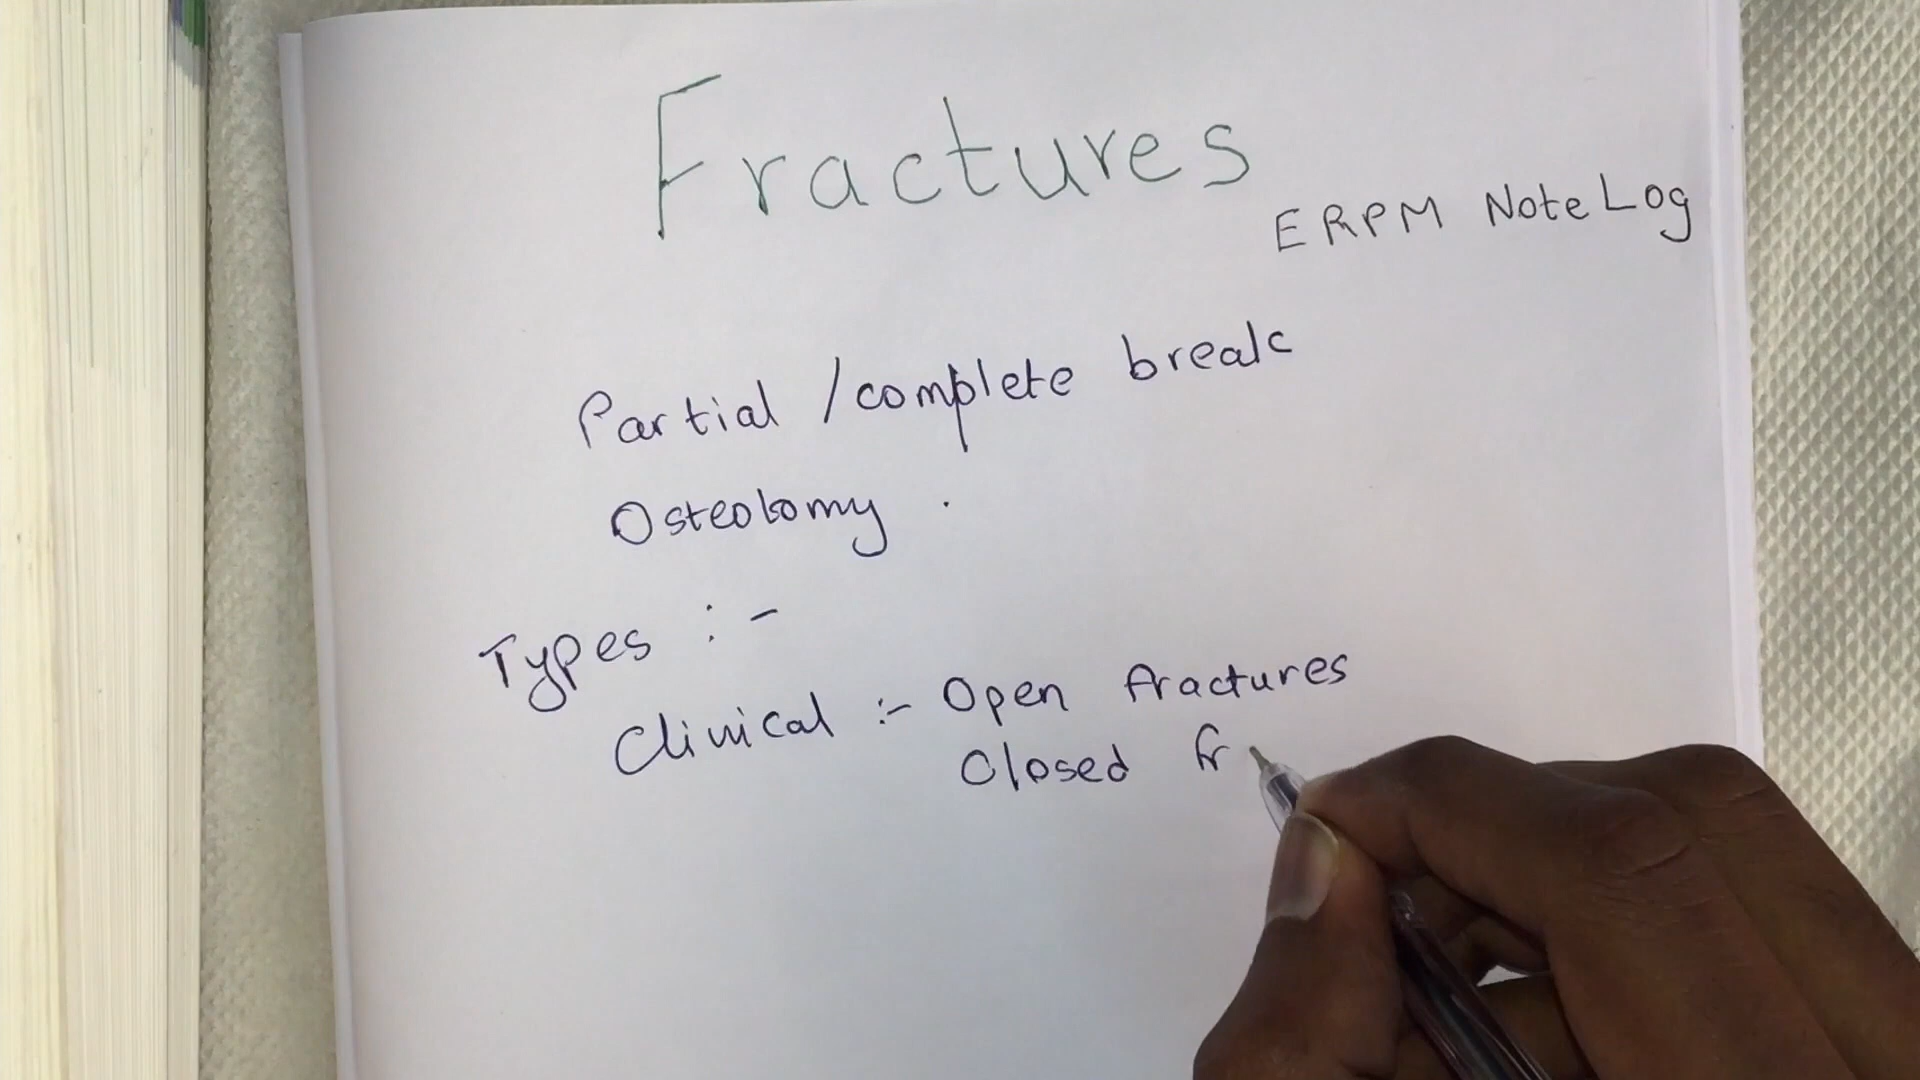 Fractures
ERPM NoteLog
Partial / complete break
Osteotomy .
Types :-
Clinical :- Open fractures
Closed fr